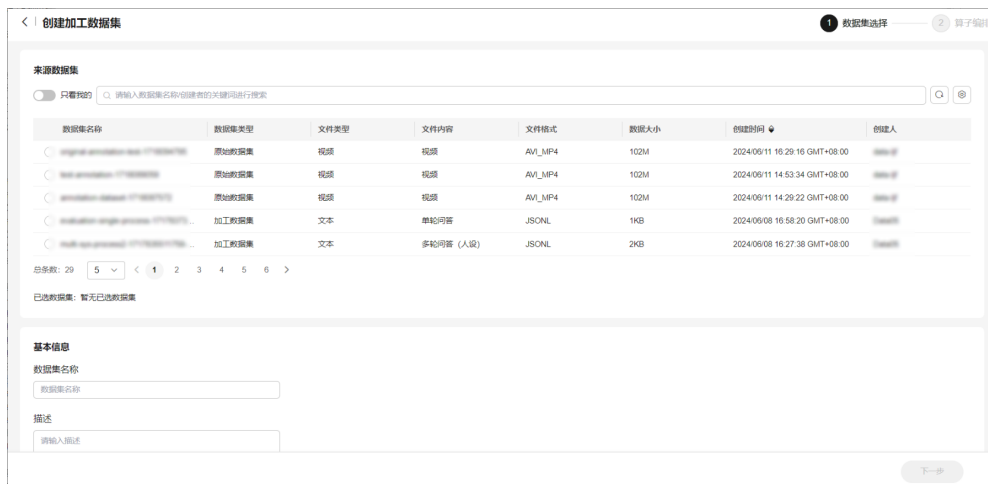 创建加工数据集
1 数据集选择
2 算子编排
来源数据集
只看我的 请输入数据集名称/创建者的关键词进行搜索
数据集名称 数据集类型 文件类型 文件内容 文件格式 数据大小 创建时间 创建人
原始数据集 视频 视频 AVI_MP4 102M 2024/06/11 16:29:16 GMT+08:00
原始数据集 视频 视频 AVI_MP4 102M 2024/06/11 14:53:34 GMT+08:00
原始数据集 视频 视频 AVI_MP4 102M 2024/06/11 14:29:22 GMT+08:00
加工数据集 文本 单轮问答 JSONL 1KB 2024/06/08 16:58:20 GMT+08:00
加工数据集 文本 多轮问答（人设） JSONL 2KB 2024/06/08 16:27:38 GMT+08:00
总条数: 29 5 1 2 3 4 5 6
已选数据集: 暂无已选数据集
基本信息
数据集名称
数据集名称
描述
请输入描述
下一步